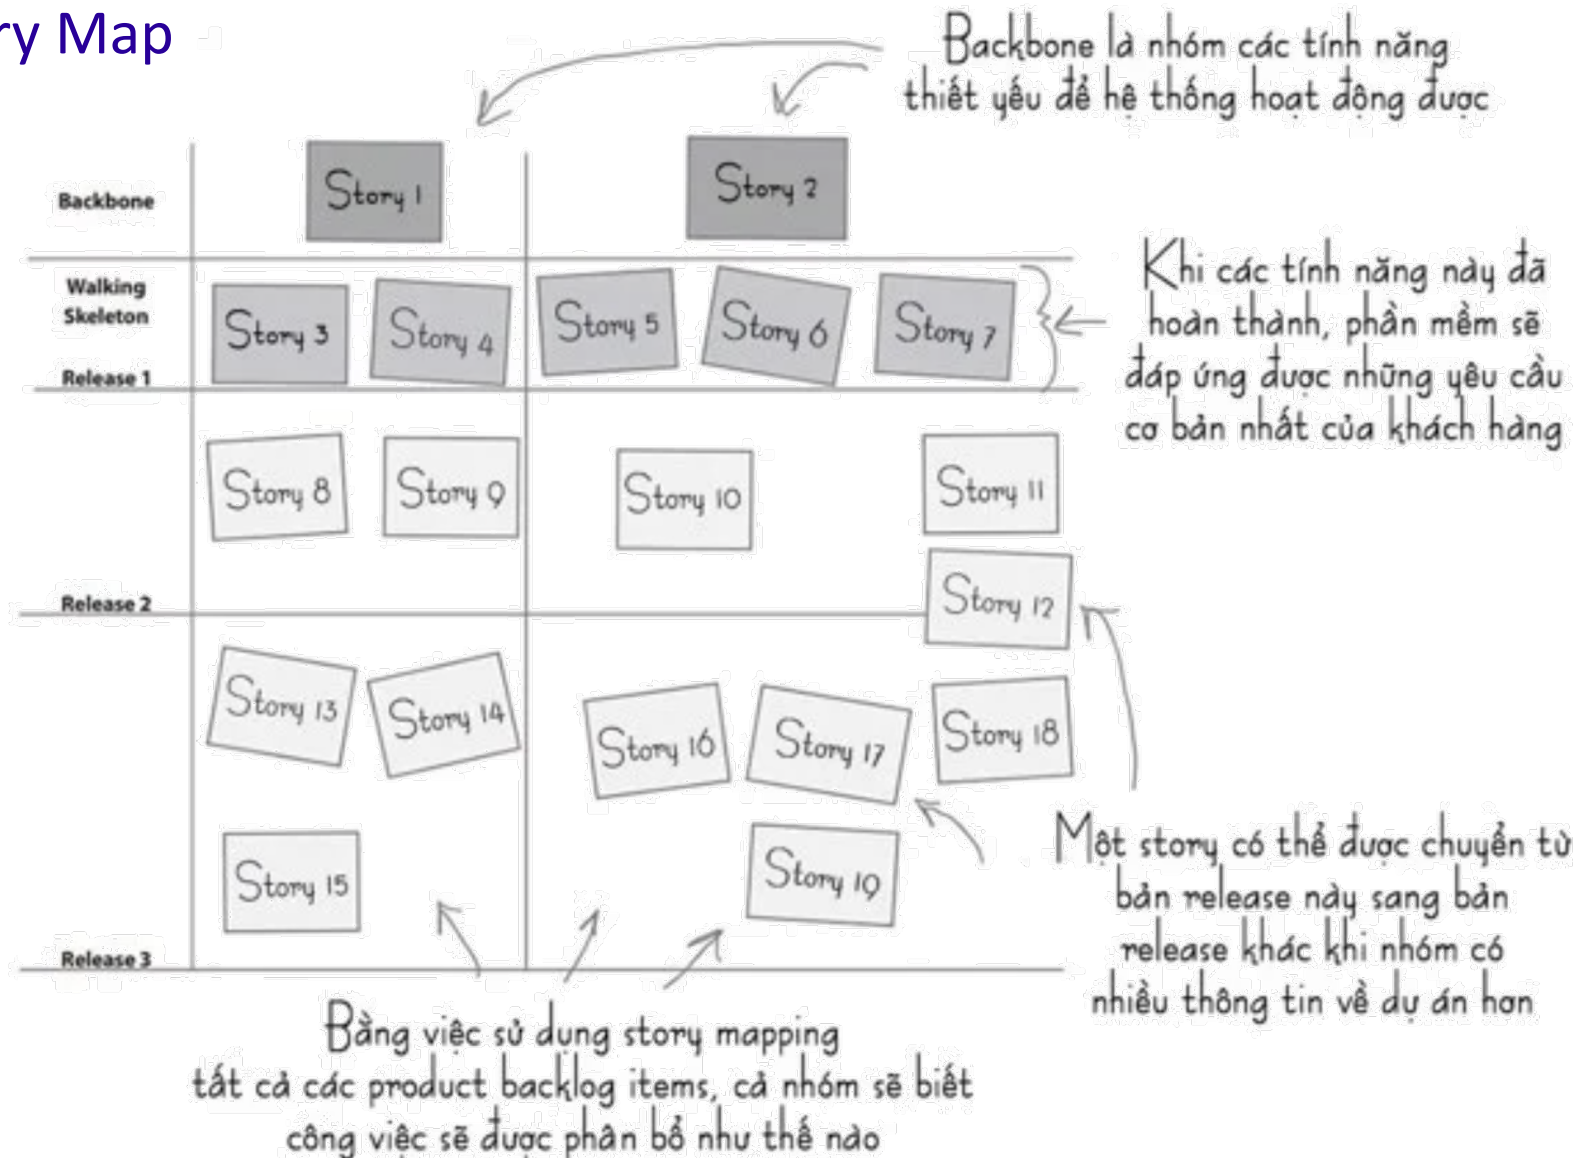 ry Map
Backbone là nhóm các tính năng
thiết yếu để hệ thống hoạt động được
Backbone
Story 1
Story 2
Walking
Skeleton
Story 3
Story 4
Story 5
Story 6
Story 7
Release 1
Khi các tính năng này đã
hoàn thành, phần mềm sẽ
đáp ứng được những yêu cầu
cơ bản nhất của khách hàng
Story 8
Story 9
Story 10
Story 11
Story 12
Release 2
Story 13
Story 14
Story 16
Story 17
Story 18
Story 15
Story 19
Release 3
Một story có thể được chuyển từ
bản release này sang bản
release khác khi nhóm có
nhiều thông tin về dự án hơn
Bằng việc sử dụng story mapping
tất cả các product backlog items, cả nhóm sẽ biết
công việc sẽ được phân bổ như thế nào